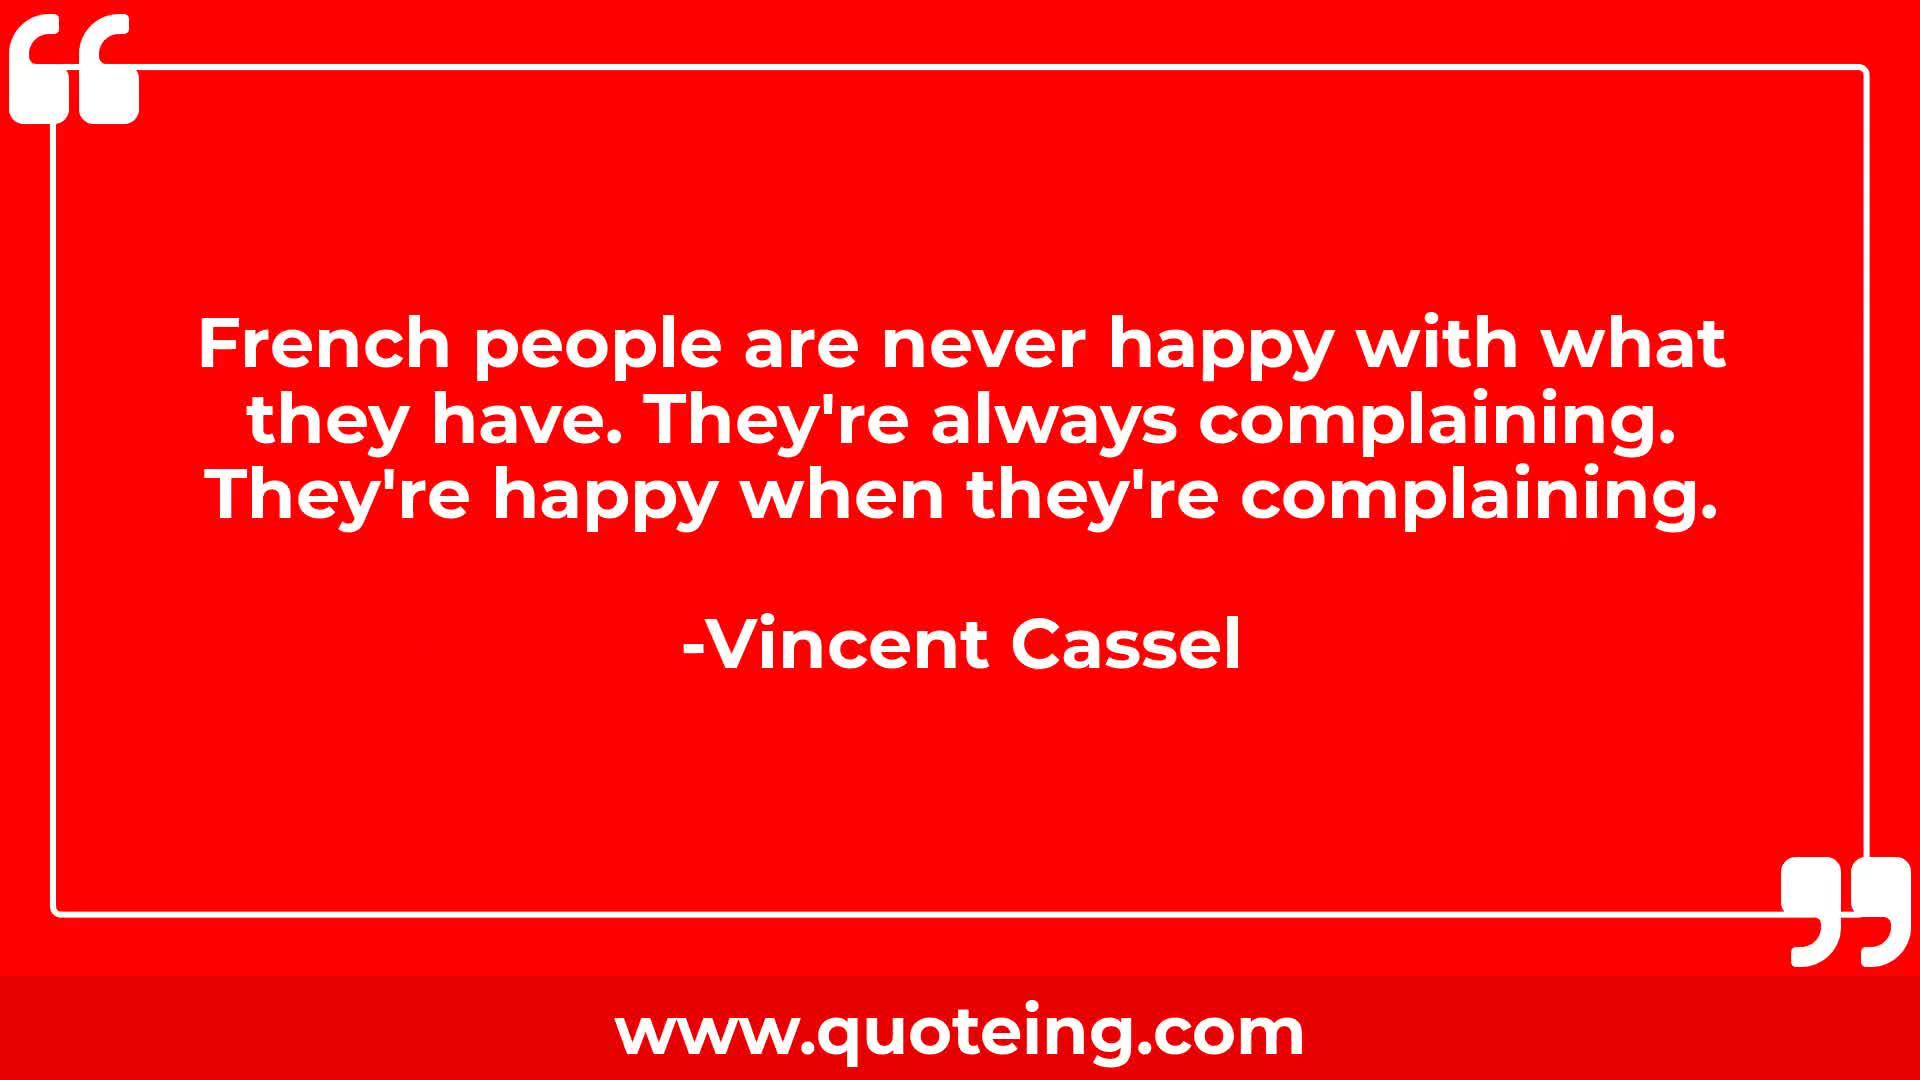 French people are never happy with what
they have. They're always complaining.
They're happy when they're complaining.
-Vincent Cassel
www.quoteing.com